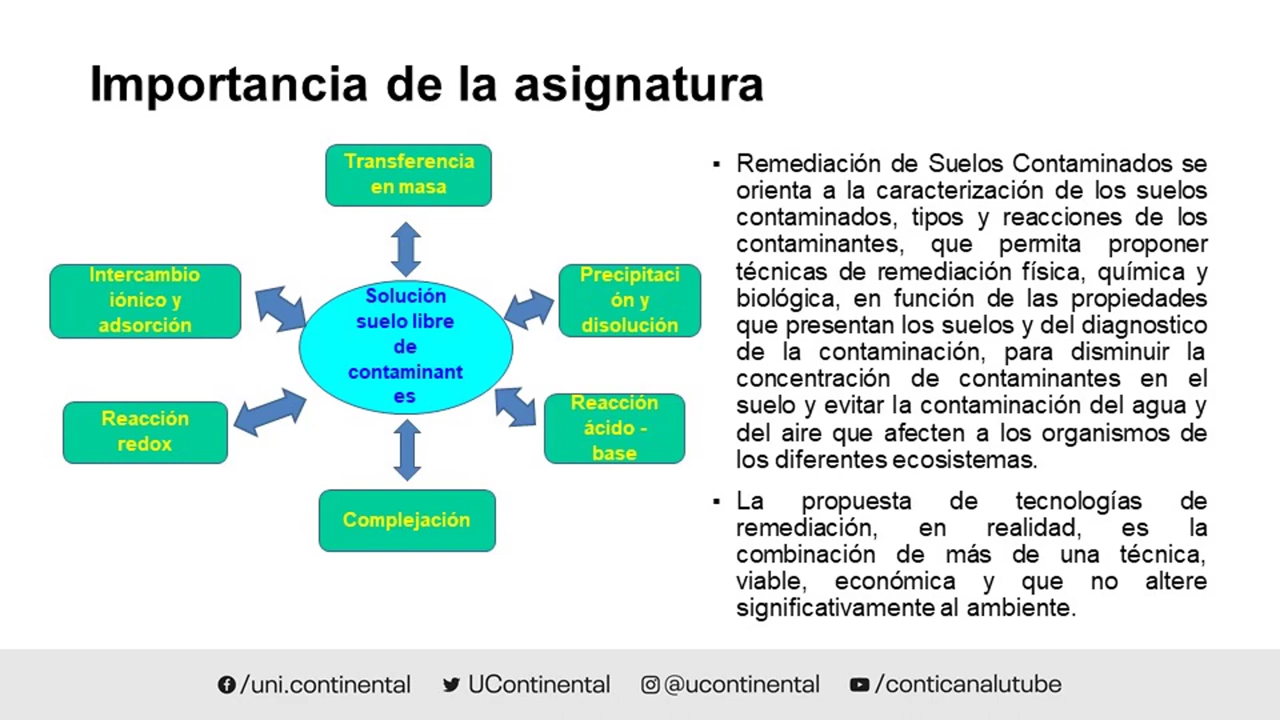 Importancia de la asignatura
Transferencia
en masa
Intercambio
iónico y
adsorción
Solución
suelo libre
de
contaminant
es
Precipitaci
ón y
disolución
Reacción
redox
Reacción
ácido -
base
Complejación
▪ Remediación de Suelos Contaminados se
orienta a la caracterización de los suelos
contaminados, tipos y reacciones de los
contaminantes, que permita proponer
técnicas de remediación física, química y
biológica, en función de las propiedades
que presentan los suelos y del diagnostico
de la contaminación, para disminuir la
concentración de contaminantes en el
suelo y evitar la contaminación del agua y
del aire que afecten a los organismos de
los diferentes ecosistemas.
▪ La propuesta de tecnologías de
remediación, en realidad, es la
combinación de más de una técnica,
viable, económica y que no altere
significativamente al ambiente.
/uni.continental UContinental @ucontinental /conticanalutube